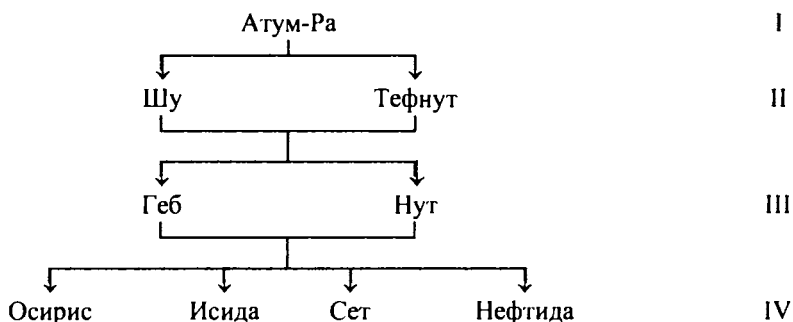 Атум-Ра I
Шу Тефнут II
Геб Нут III
Осирис Исида Сет Нефтида IV